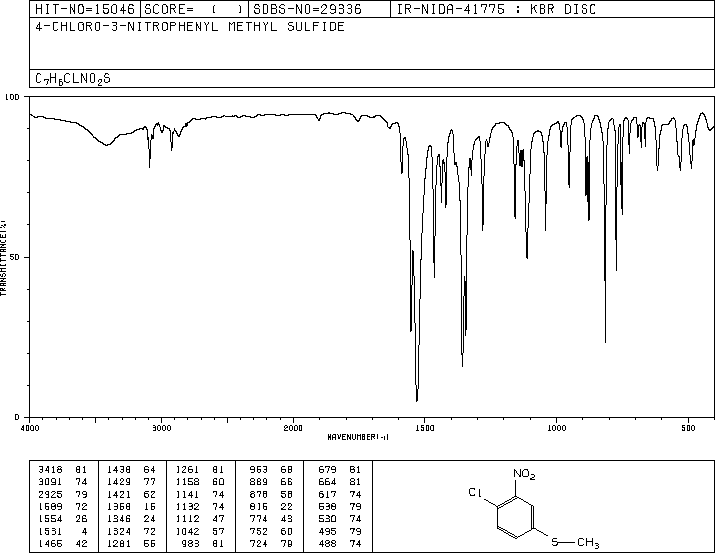 HIT-NO=15046 SCORE= ( ) SDBS-NO=29336 IR-NIDA-41775 : KBR DISC
4-CHLORO-3-NITROPHENYL METHYL SULFIDE
C7H6CLNO2S
100
50
0
TRANSMITTANCE(%)
4000 3000 2000 1500 1000 500
WAVENUMBER(-1)
3418 81 1438 64 1261 81 953 68 679 81
3091 74 1429 77 1158 60 889 66 664 81
2925 79 1421 62 1141 74 878 58 617 74
1589 72 1358 16 1132 74 816 22 538 79
1554 26 1346 24 1112 47 774 43 530 74
1531 4 1324 72 1042 57 752 60 495 79
1466 42 1281 56 983 81 724 79 488 74
NO2
Cl
S—CH3